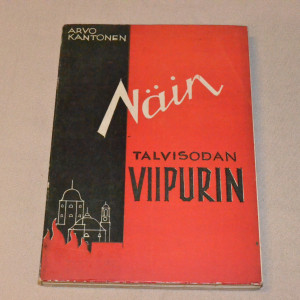 ARVO
KANTONEN
Näin
TALVISODAN
VIIPURIN